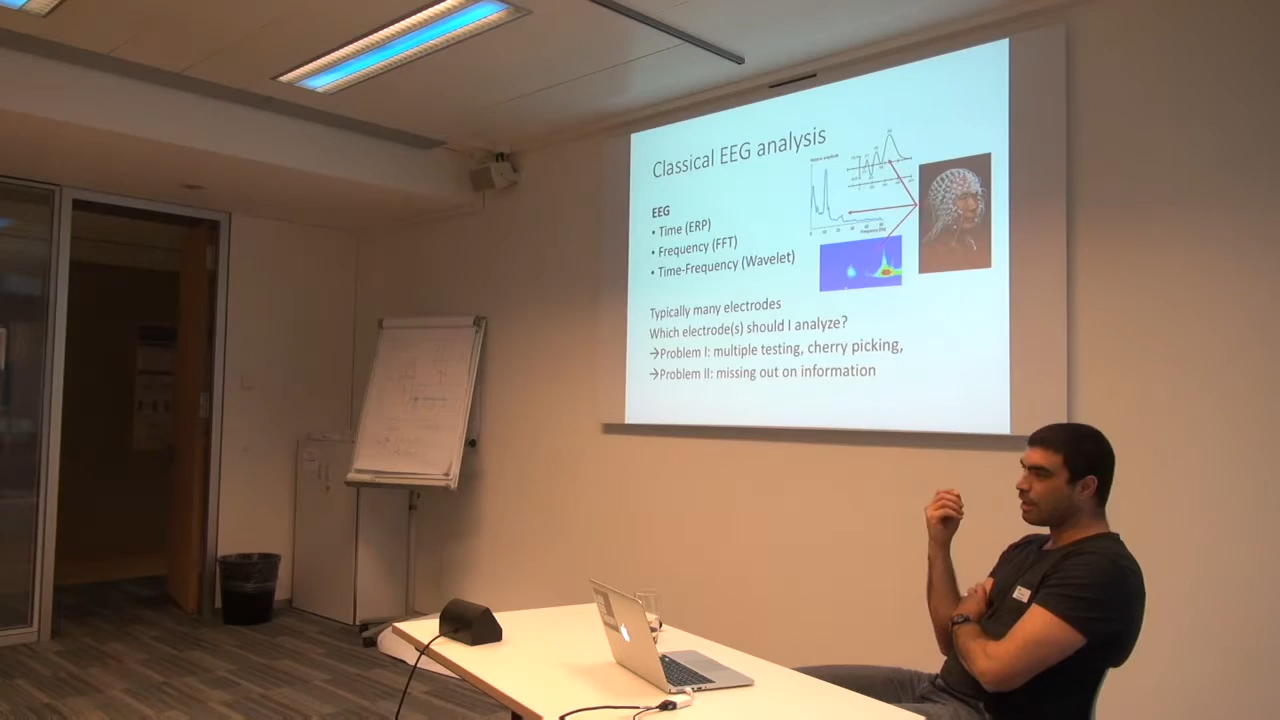 Classical EEG analysis
EEG
• Time (ERP)
• Frequency (FFT)
• Time-Frequency (Wavelet)
Typically many electrodes
Which electrode(s) should I analyze?
→Problem I: multiple testing, cherry picking,
→Problem II: missing out on information